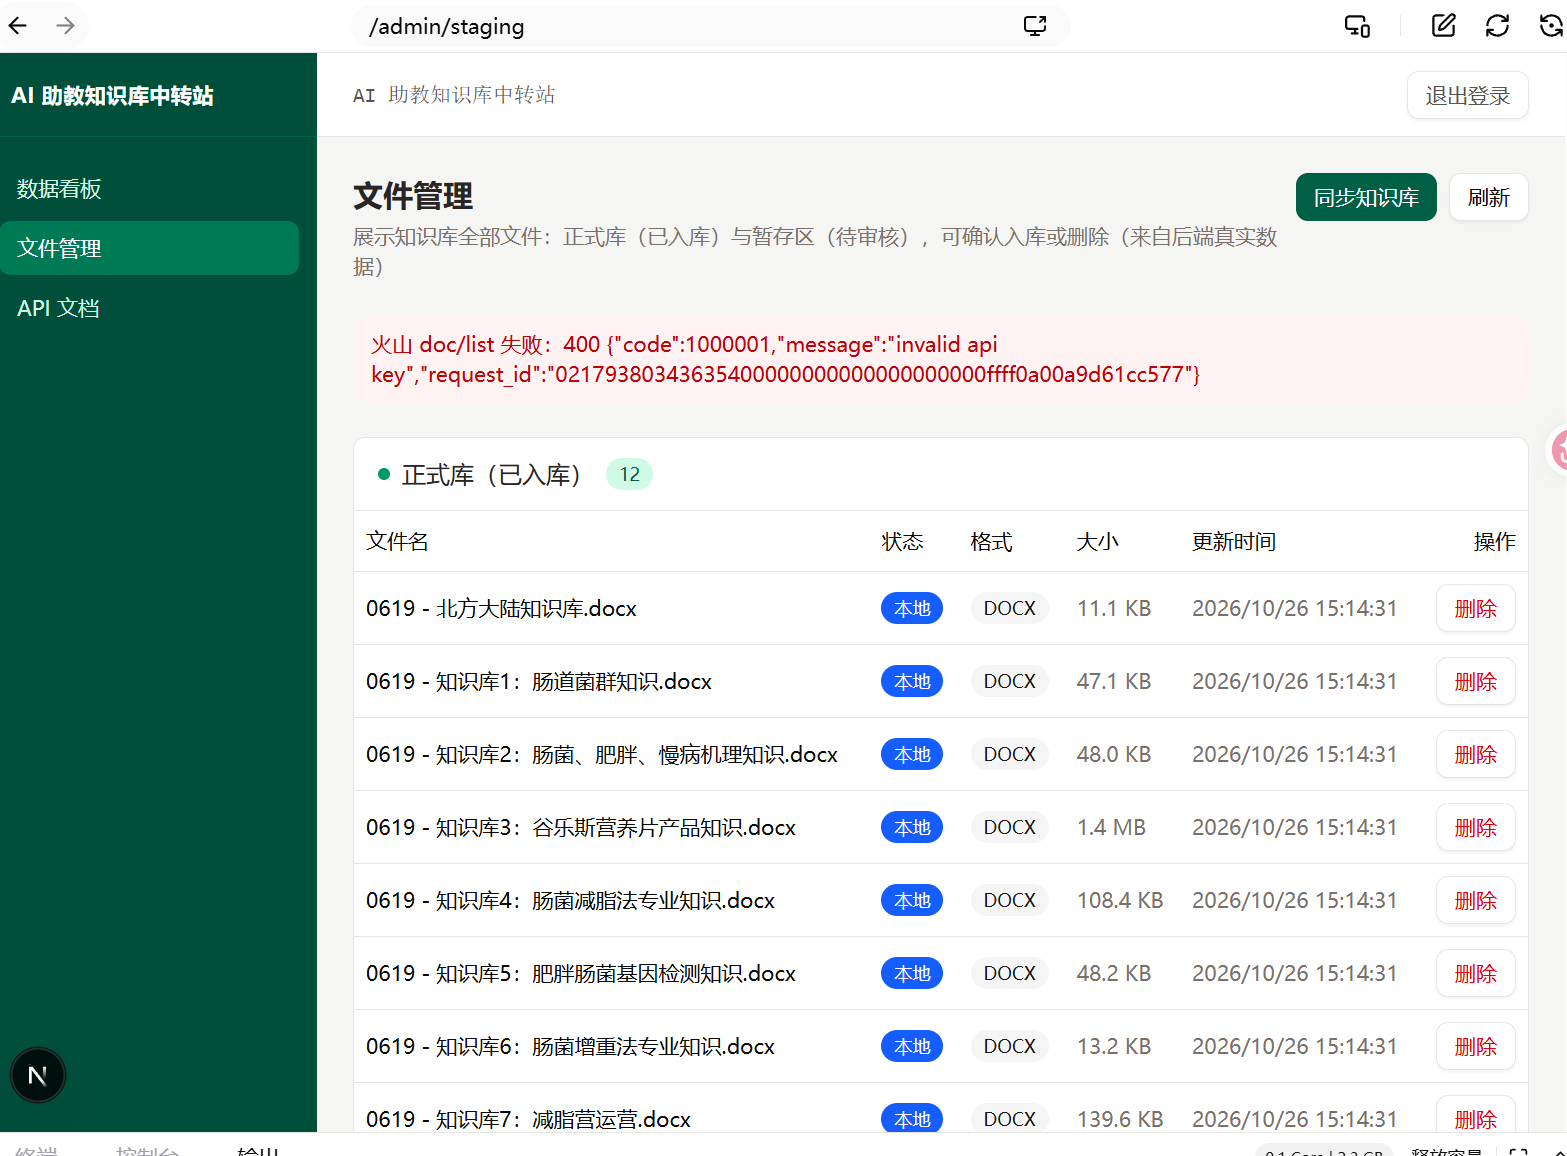 /admin/staging
AI 助教知识库中转站
AI 助教知识库中转站
退出登录
数据看板
文件管理
API 文档
文件管理
同步知识库
刷新
展示知识库全部文件：正式库（已入库）与暂存区（待审核），可确认入库或删除（来自后端真实数
据）
火山 doc/list 失败：400 {"code":1000001,"message":"invalid api
key","request_id":"02179380343635400000000000000000000ffff0a00a9d61cc577"}
正式库（已入库） 12
文件名 状态 格式 大小 更新时间 操作
0619 - 北方大陆知识库.docx 本地 DOCX 11.1 KB 2026/10/26 15:14:31 删除
0619 - 知识库1：肠道菌群知识.docx 本地 DOCX 47.1 KB 2026/10/26 15:14:31 删除
0619 - 知识库2：肠菌、肥胖、慢病机理知识.docx 本地 DOCX 48.0 KB 2026/10/26 15:14:31 删除
0619 - 知识库3：谷乐斯营养片产品知识.docx 本地 DOCX 1.4 MB 2026/10/26 15:14:31 删除
0619 - 知识库4：肠菌减脂法专业知识.docx 本地 DOCX 108.4 KB 2026/10/26 15:14:31 删除
0619 - 知识库5：肥胖肠菌基因检测知识.docx 本地 DOCX 48.2 KB 2026/10/26 15:14:31 删除
0619 - 知识库6：肠菌增重法专业知识.docx 本地 DOCX 13.2 KB 2026/10/26 15:14:31 删除
0619 - 知识库7：减脂营运营.docx 本地 DOCX 139.6 KB 2026/10/26 15:14:31 删除
N
终端 控制台 输出
0.1 Core | 2.3 GB 释放容量